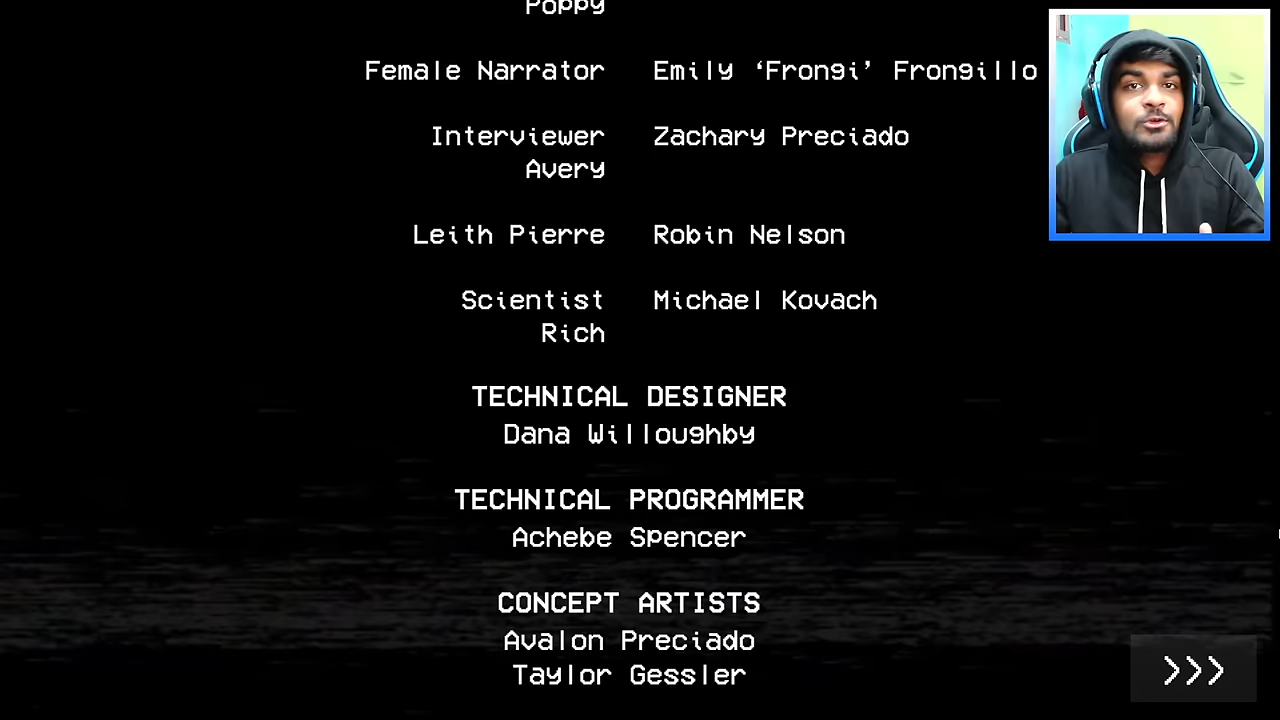 Poppy
Female Narrator Emily ‘Frongi’ Frongillo
Interviewer Zachary Preciado
Avery
Leith Pierre Robin Nelson
Scientist Michael Kovach
Rich
TECHNICAL DESIGNER
Dana Willoughby
TECHNICAL PROGRAMMER
Achebe Spencer
CONCEPT ARTISTS
Avalon Preciado
Taylor Gessler
>>>